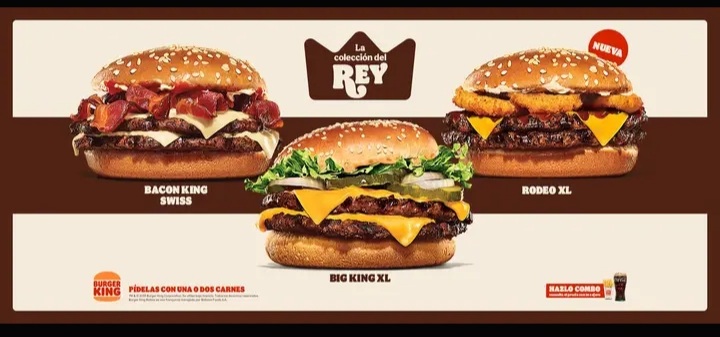 La
colección del
REY
NUEVA
BACON KING
SWISS
RODEO XL
BIG KING XL
BURGER
KING
PÍDELAS CON UNA O DOS CARNES
HAZLO COMBO